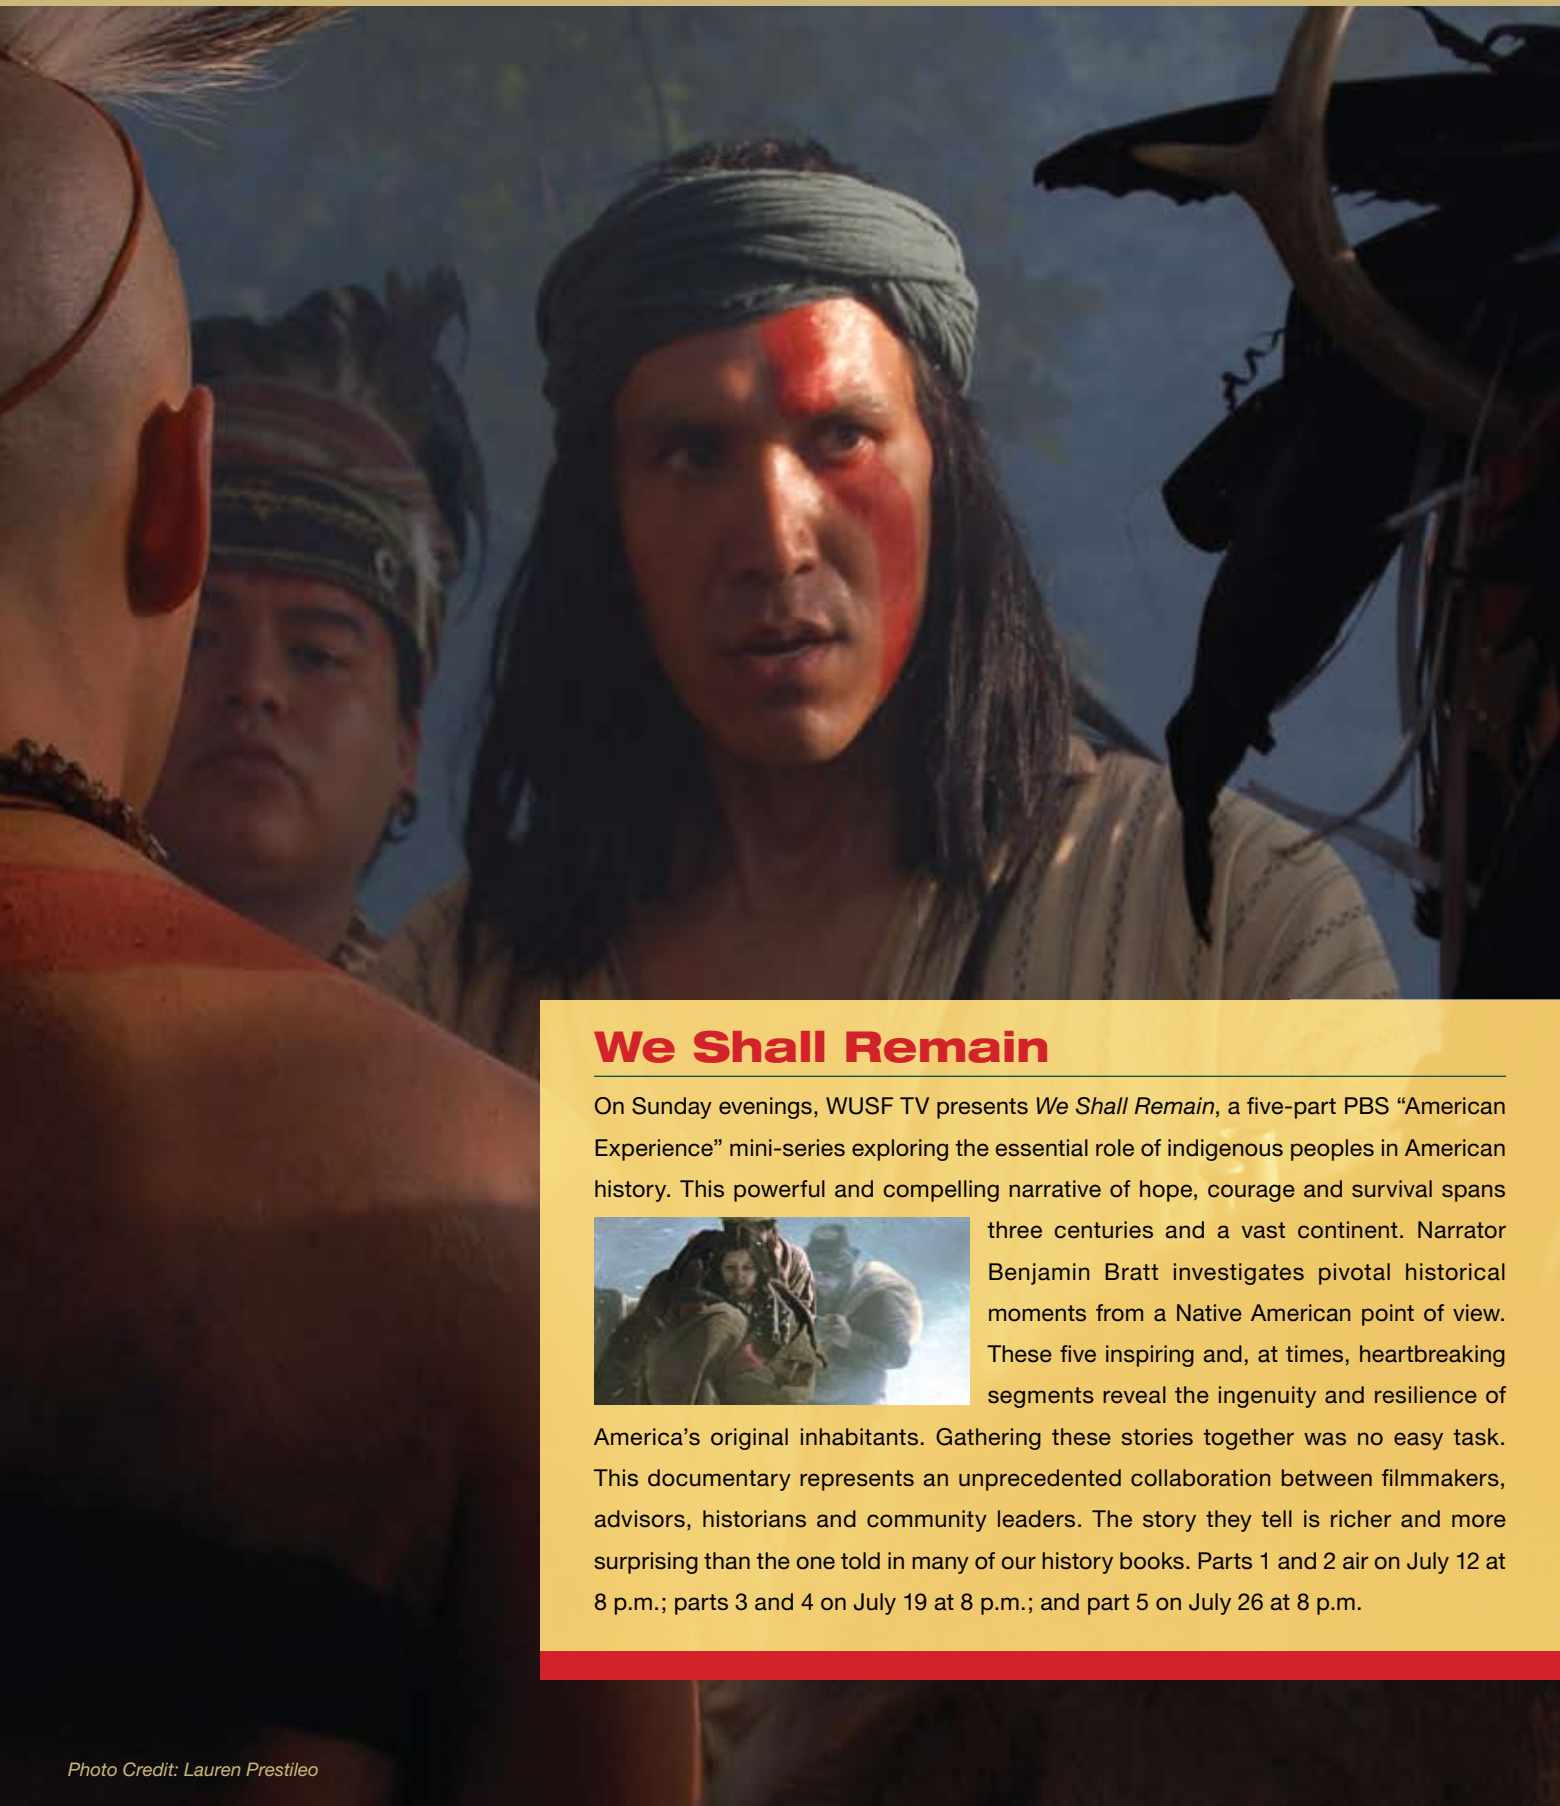 We Shall Remain
On Sunday evenings, WUSF TV presents We Shall Remain, a five-part PBS “American
Experience” mini-series exploring the essential role of indigenous peoples in American
history. This powerful and compelling narrative of hope, courage and survival spans
three centuries and a vast continent. Narrator
Benjamin Bratt investigates pivotal historical
moments from a Native American point of view.
These five inspiring and, at times, heartbreaking
segments reveal the ingenuity and resilience of
America’s original inhabitants. Gathering these stories together was no easy task.
This documentary represents an unprecedented collaboration between filmmakers,
advisors, historians and community leaders. The story they tell is richer and more
surprising than the one told in many of our history books. Parts 1 and 2 air on July 12 at
8 p.m.; parts 3 and 4 on July 19 at 8 p.m.; and part 5 on July 26 at 8 p.m.
Photo Credit: Lauren Prestileo